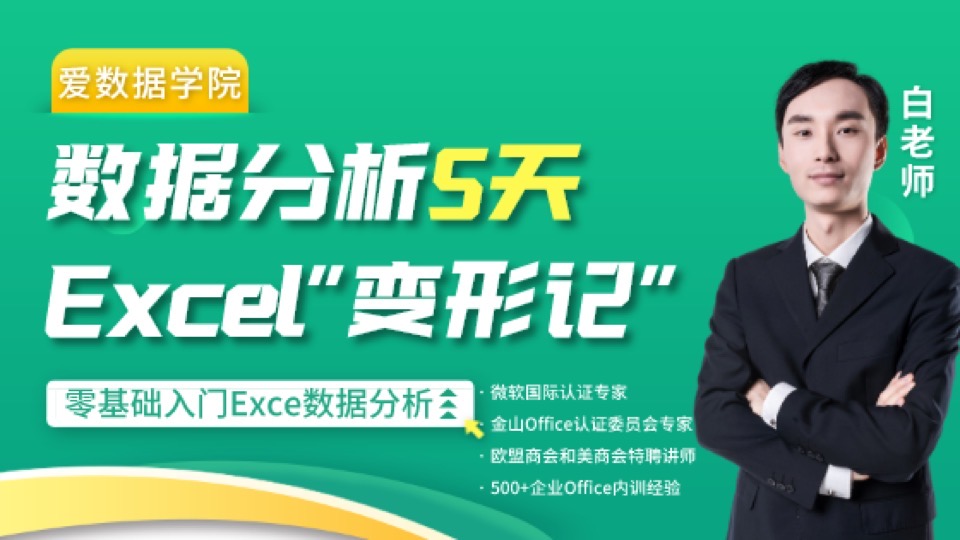 爱数据学院
数据分析5天
Excel"变形记"
零基础入门Exce数据分析
白老师
· 微软国际认证专家
· 金山Office认证委员会专家
· 欧盟商会和美商会特聘讲师
· 500+企业Office内训经验